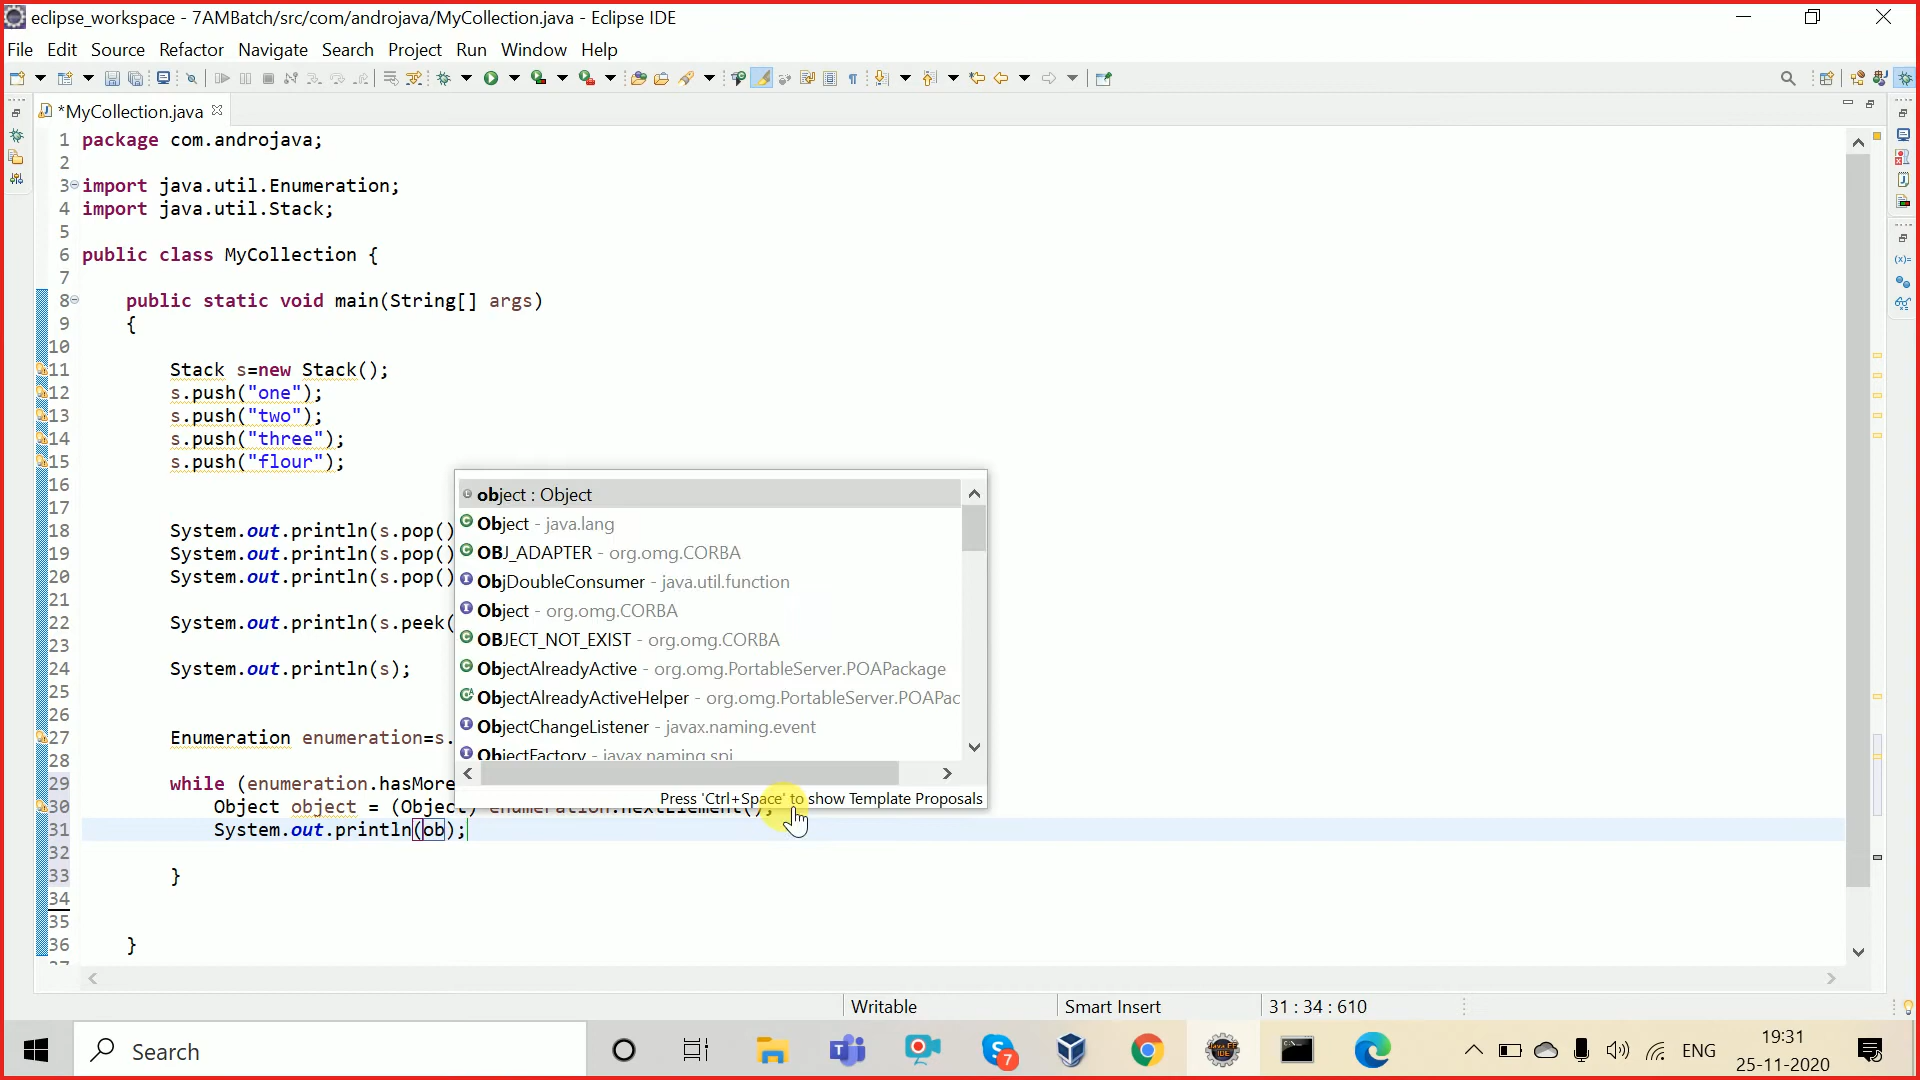 eclipse_workspace - 7AMBatch/src/com/androjava/MyCollection.java - Eclipse IDE
File Edit Source Refactor Navigate Search Project Run Window Help
*MyCollection.java
1 package com.androjava;
2
3 import java.util.Enumeration;
4 import java.util.Stack;
5
6 public class MyCollection {
7
8 public static void main(String[] args)
9 {
10
11 Stack s=new Stack();
12 s.push("one");
13 s.push("two");
14 s.push("three");
15 s.push("flour");
16
17
18 System.out.println(s.pop()
19 System.out.println(s.pop()
20 System.out.println(s.pop()
21
22 System.out.println(s.peek(
23
24 System.out.println(s);
25
26
27 Enumeration enumeration=s.
28
29 while (enumeration.hasMore
30 Object object = (Object) enumeration.nextElement();
31 System.out.println(ob);
32
33 }
34
35
36 }
37
object : Object
Object - java.lang
OBJ_ADAPTER - org.omg.CORBA
ObjDoubleConsumer - java.util.function
Object - org.omg.CORBA
OBJECT_NOT_EXIST - org.omg.CORBA
ObjectAlreadyActive - org.omg.PortableServer.POAPackage
ObjectAlreadyActiveHelper - org.omg.PortableServer.POAPac
ObjectChangeListener - javax.naming.event
ObjectFactory - javax.naming.spi
Press 'Ctrl+Space' to show Template Proposals
Writable Smart Insert 31 : 34 : 610
Search 7 ENG 19:31
25-11-2020